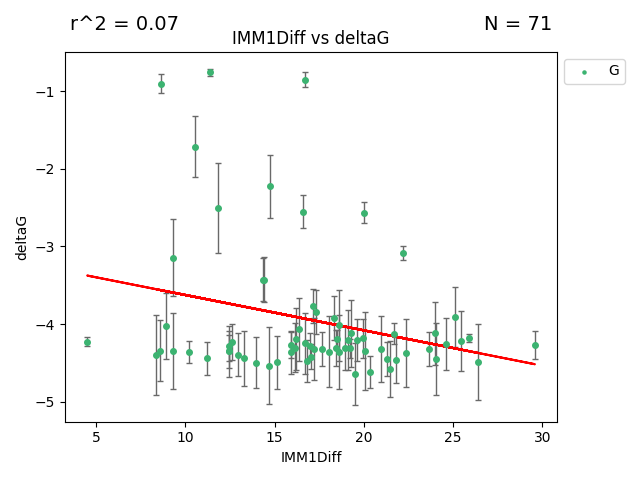 r^2 = 0.07
N = 71
IMM1Diff vs deltaG
G
−1
−2
−3
−4
−5
deltaG
5 10 15 20 25 30
IMM1Diff